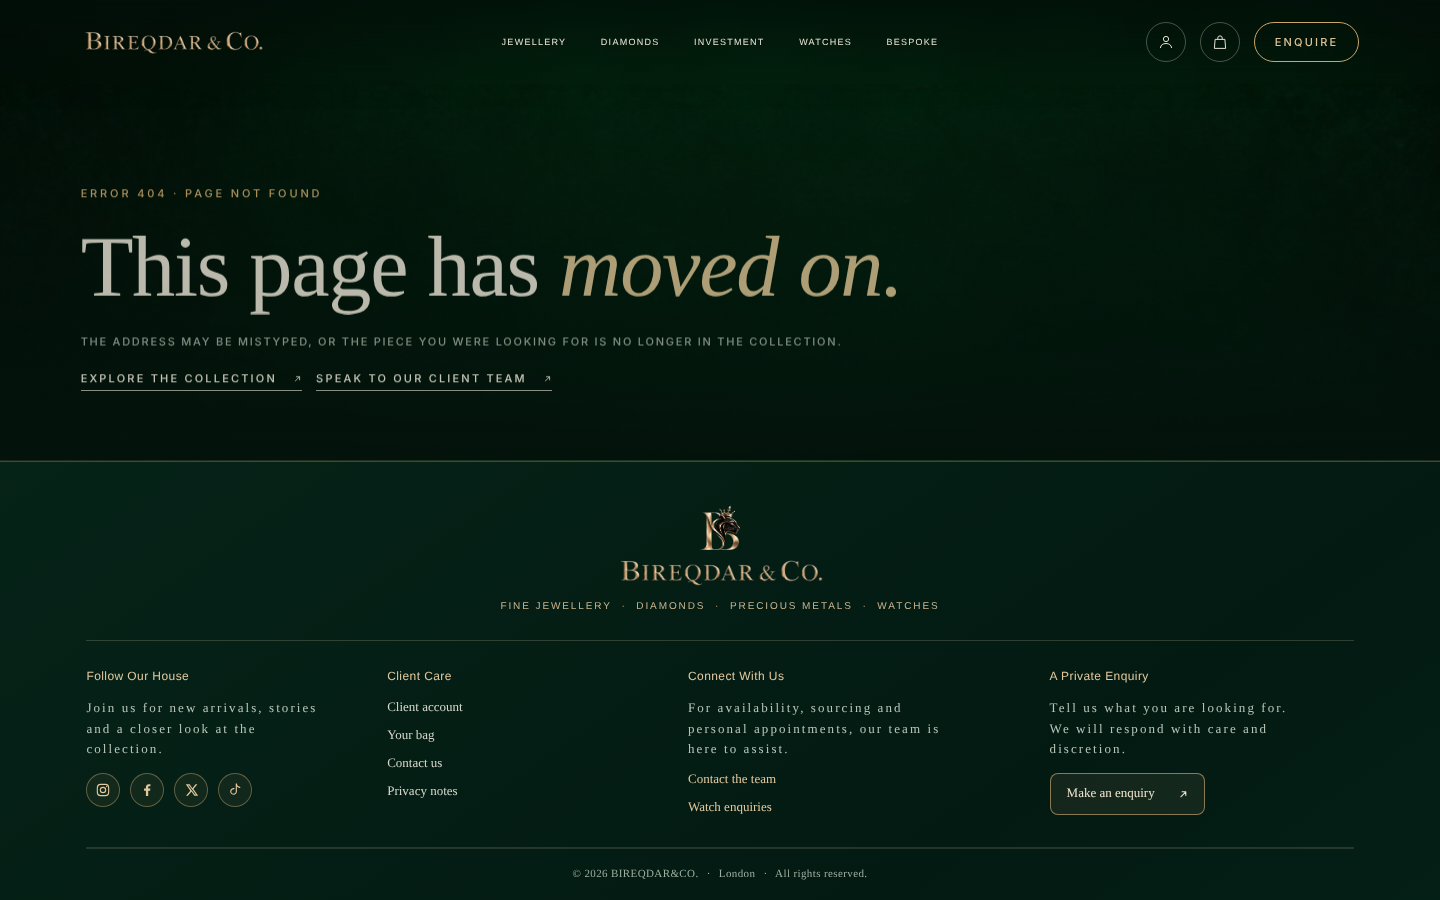 BIREQDAR & CO.
JEWELLERY DIAMONDS INVESTMENT WATCHES BESPOKE
ENQUIRE
ERROR 404 · PAGE NOT FOUND
This page has moved on.
THE ADDRESS MAY BE MISTYPED, OR THE PIECE YOU WERE LOOKING FOR IS NO LONGER IN THE COLLECTION.
EXPLORE THE COLLECTION ↗ SPEAK TO OUR CLIENT TEAM ↗
B
BIREQDAR & CO.
FINE JEWELLERY · DIAMONDS · PRECIOUS METALS · WATCHES
Follow Our House
Join us for new arrivals, stories
and a closer look at the
collection.
Client Care
Client account
Your bag
Contact us
Privacy notes
Connect With Us
For availability, sourcing and
personal appointments, our team is
here to assist.
Contact the team
Watch enquiries
A Private Enquiry
Tell us what you are looking for.
We will respond with care and
discretion.
Make an enquiry ↗
© 2026 BIREQDAR&CO. · London · All rights reserved.